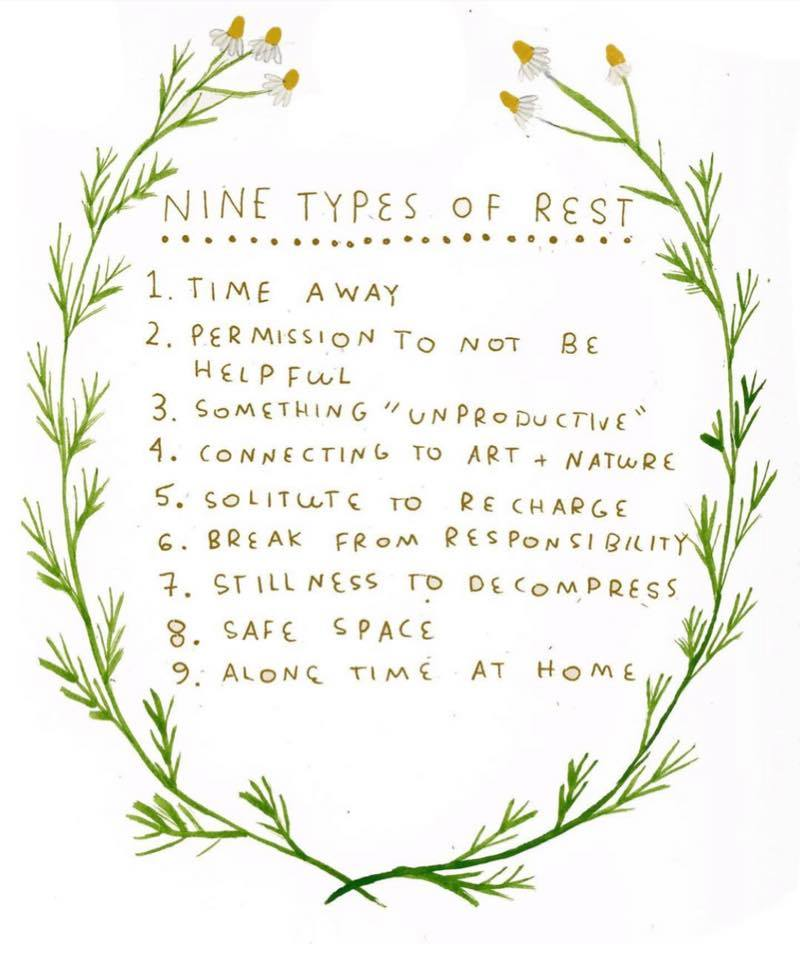 NINE TYPES OF REST
1. TIME AWAY
2. PERMISSION TO NOT BE
HELPFUL
3. SOMETHING "UNPRODUCTIVE"
4. CONNECTING TO ART + NATURE
5. SOLITUTE TO RECHARGE
6. BREAK FROM RESPONSIBILITY
7. STILLNESS TO DECOMPRESS
8. SAFE SPACE
9. ALONE TIME AT HOME